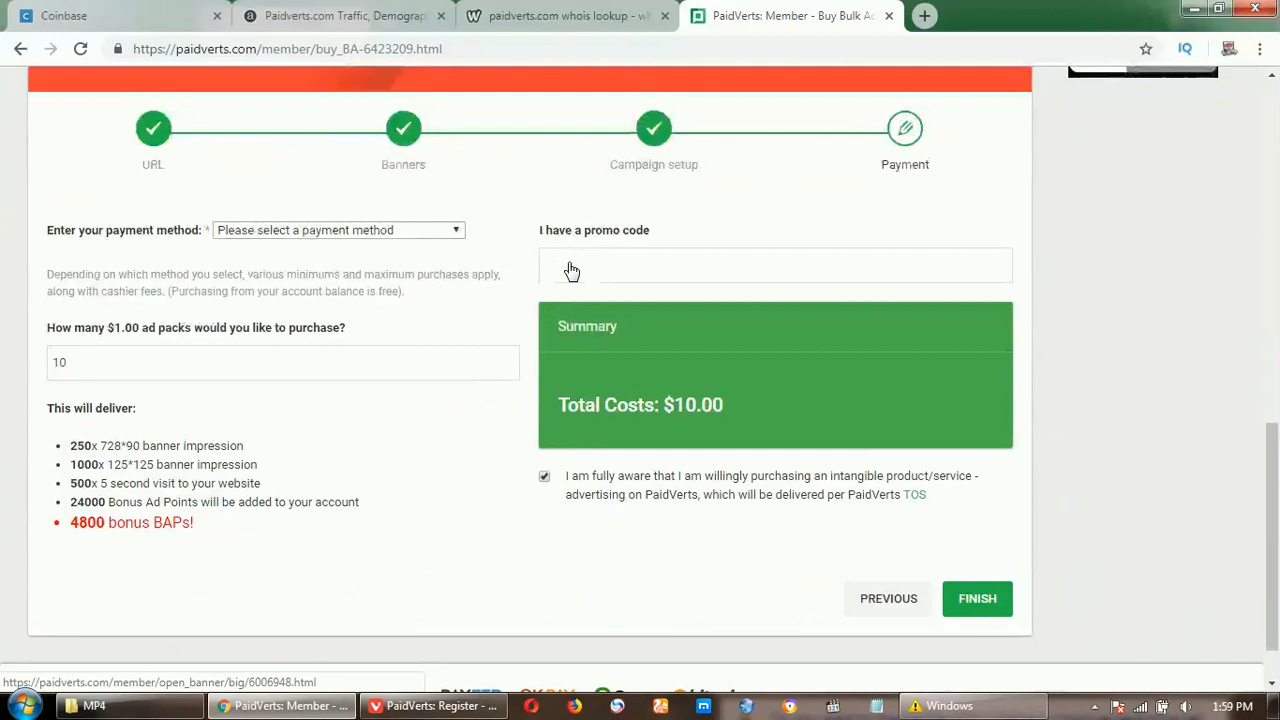 Coinbase
Paidverts.com Traffic, Demograp
paidverts.com whois lookup - wh
PaidVerts: Member - Buy Bulk Ad
https://paidverts.com/member/buy_BA-6423209.html
URL
Banners
Campaign setup
Payment
Enter your payment method: * Please select a payment method
I have a promo code
Depending on which method you select, various minimums and maximum purchases apply,
along with cashier fees. (Purchasing from your account balance is free).
How many $1.00 ad packs would you like to purchase?
10
Summary
Total Costs: $10.00
This will deliver:
250x 728*90 banner impression
1000x 125*125 banner impression
500x 5 second visit to your website
24000 Bonus Ad Points will be added to your account
4800 bonus BAPs!
I am fully aware that I am willingly purchasing an intangible product/service -
advertising on PaidVerts, which will be delivered per PaidVerts TOS
PREVIOUS
FINISH
https://paidverts.com/member/open_banner/big/6006948.html
MP4
PaidVerts: Member - ...
PaidVerts: Register - ...
Windows
1:59 PM